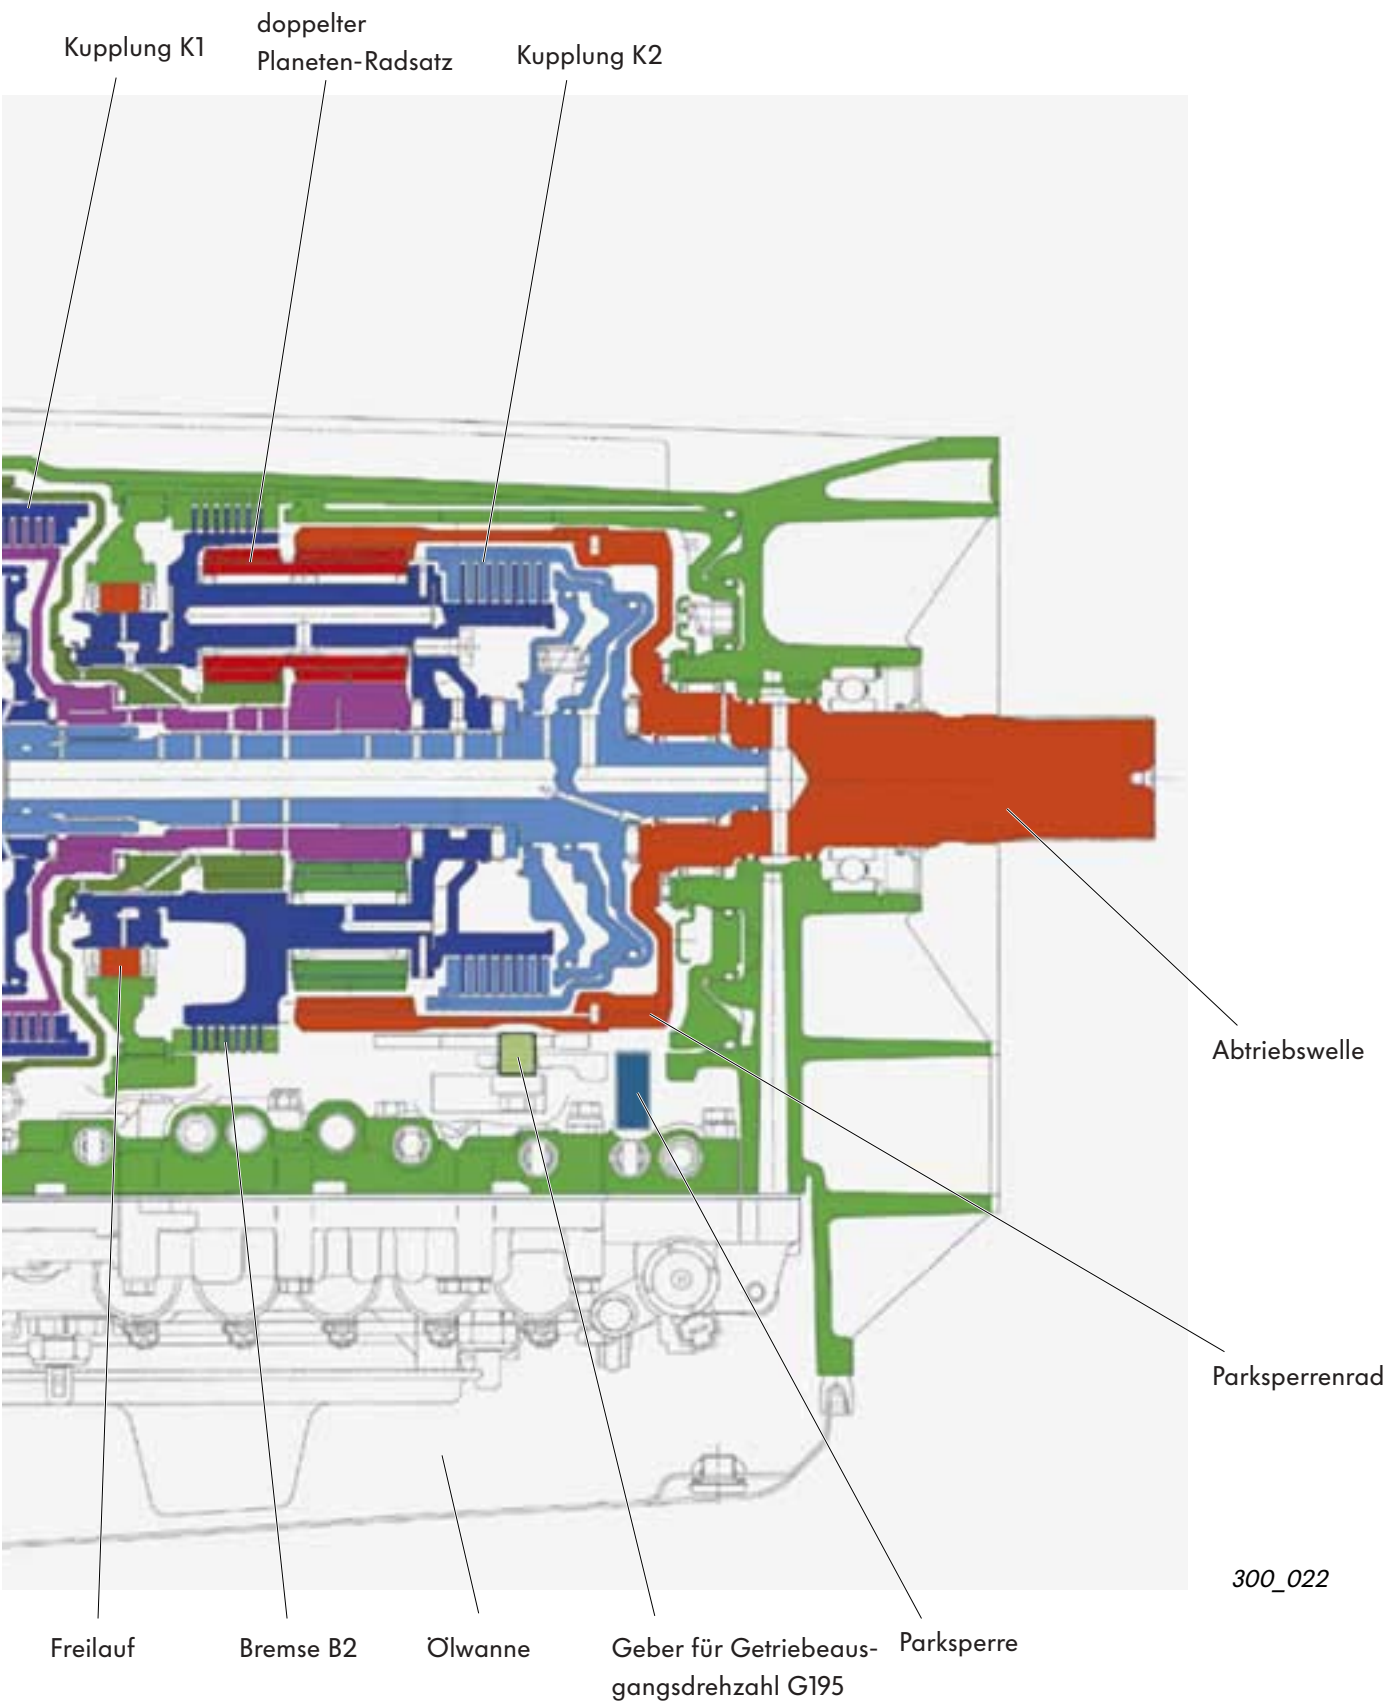 Kupplung K1
doppelter
Planeten-Radsatz
Kupplung K2
Abtriebswelle
Parksperrenrad
300_022
Freilauf
Bremse B2
Ölwanne
Geber für Getriebeaus-
gangsdrehzahl G195
Parksperre